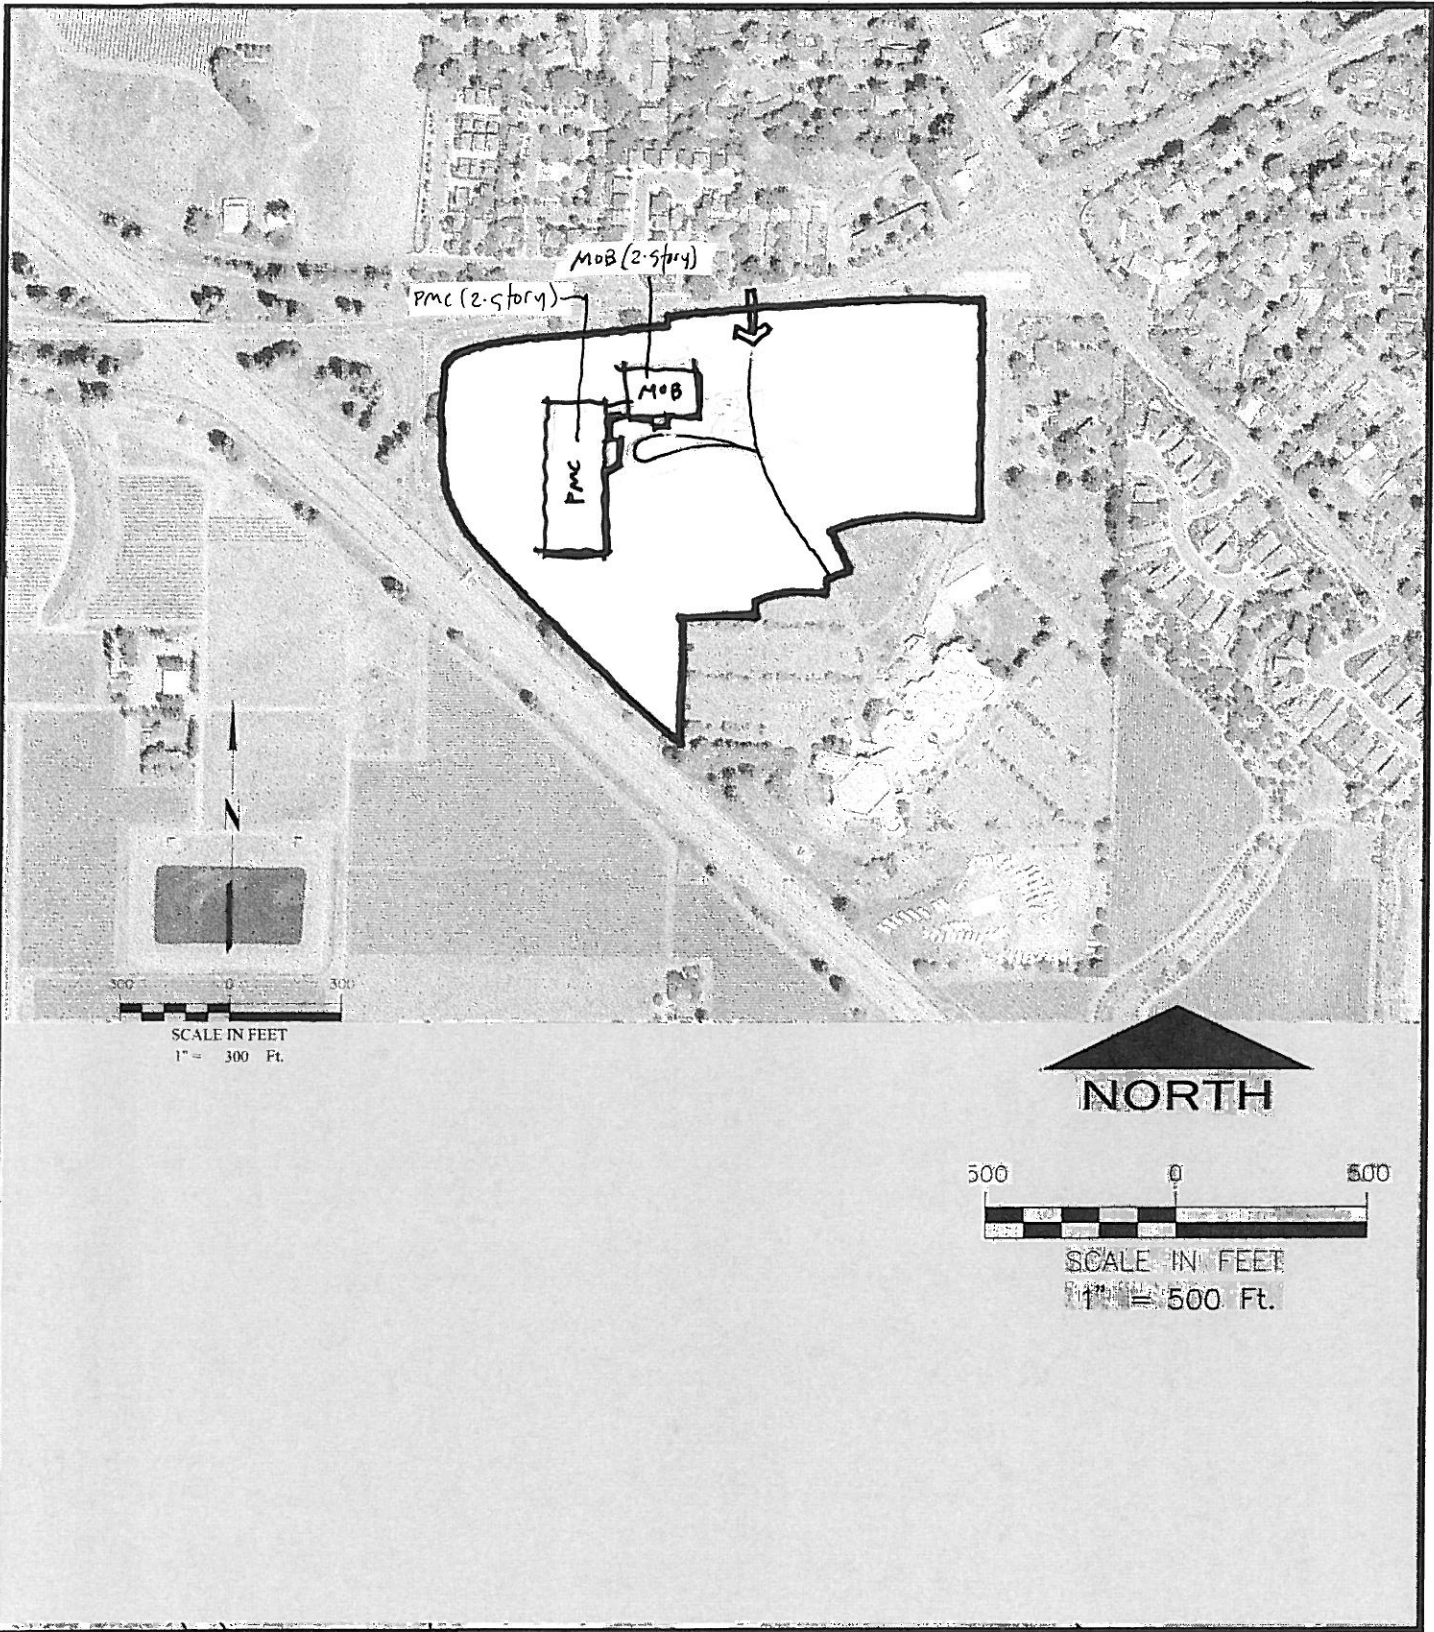 MOB (2-story)
PMC (2-story)
MOB
PMC
N
300 0 300
SCALE IN FEET
1" = 300 Ft.
NORTH
500 0 500
SCALE IN FEET
1" = 500 Ft.